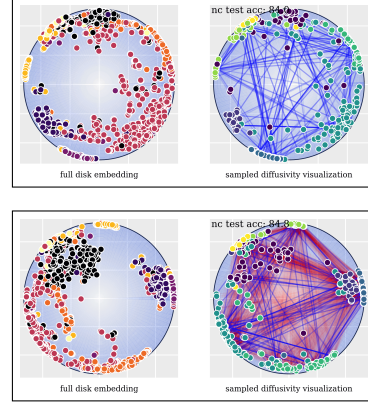 nc test acc: 84.9
full disk embedding
sampled diffusivity visualization
nc test acc: 84.8
full disk embedding
sampled diffusivity visualization